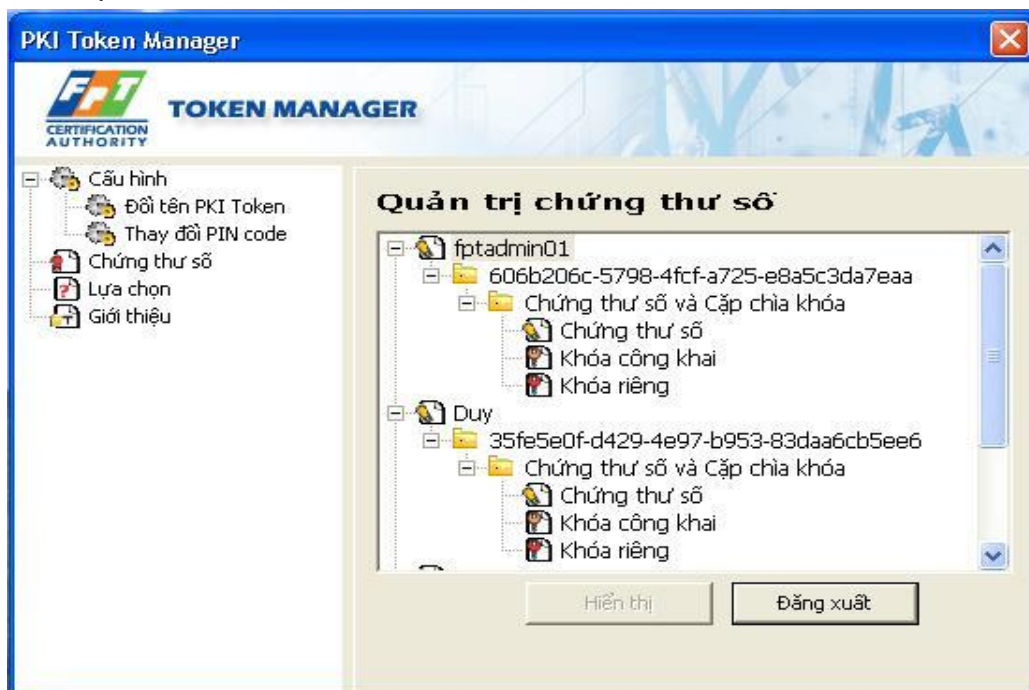 PKI Token Manager
FPT
CERTIFICATION
AUTHORITY
TOKEN MANAGER
Cấu hình
Đổi tên PKI Token
Thay đổi PIN code
Chứng thư số
Lựa chọn
Giới thiệu
Quản trị chứng thư số
fptadmin01
606b206c-5798-4fcf-a725-e8a5c3da7eaa
Chứng thư số và Cặp chìa khóa
Chứng thư số
Khóa công khai
Khóa riêng
Duy
35fe5e0f-d429-4e97-b953-83daa6cb5ee6
Chứng thư số và Cặp chìa khóa
Chứng thư số
Khóa công khai
Khóa riêng
Hiển thị
Đăng xuất